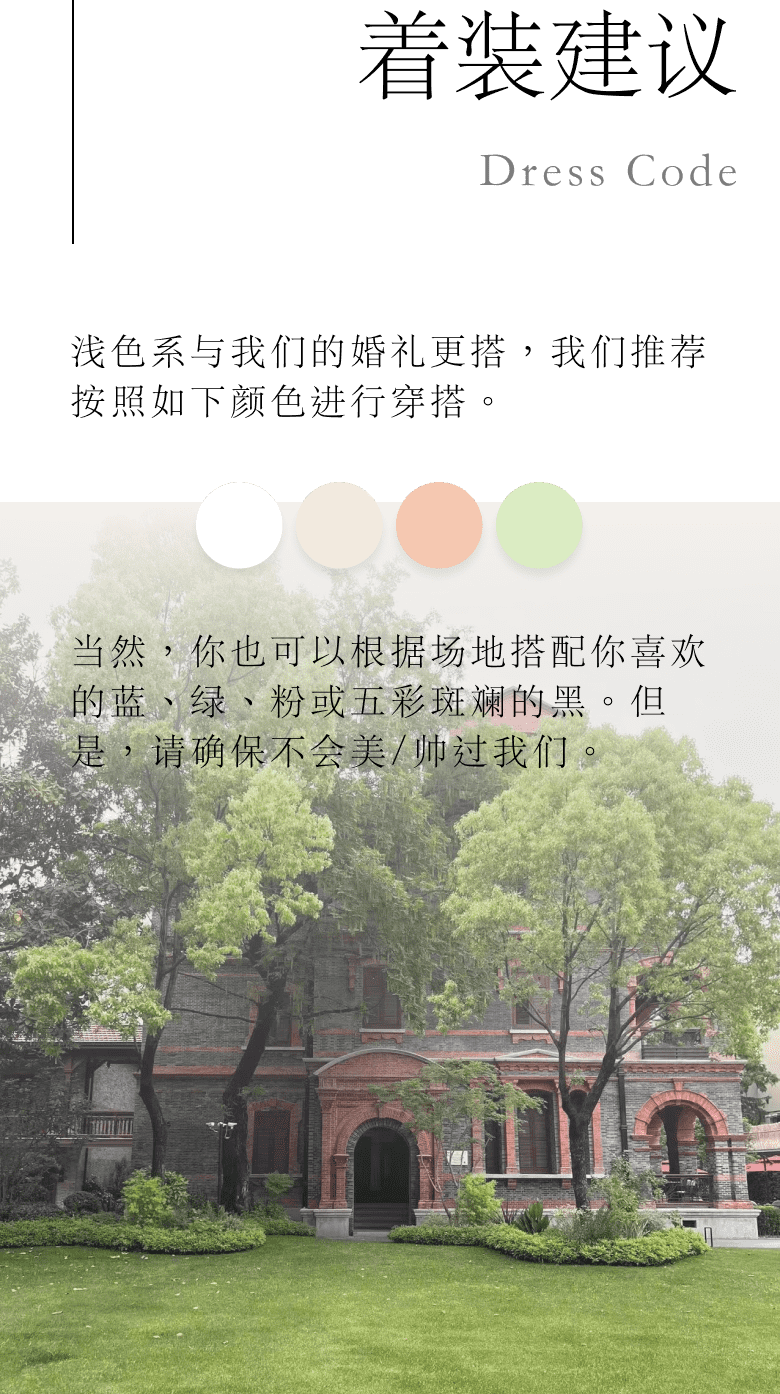 着装建议
Dress Code
浅色系与我们的婚礼更搭，我们推荐
按照如下颜色进行穿搭。
当然，你也可以根据场地搭配你喜欢
的蓝、绿、粉或五彩斑斓的黑。但
是，请确保不会美/帅过我们。